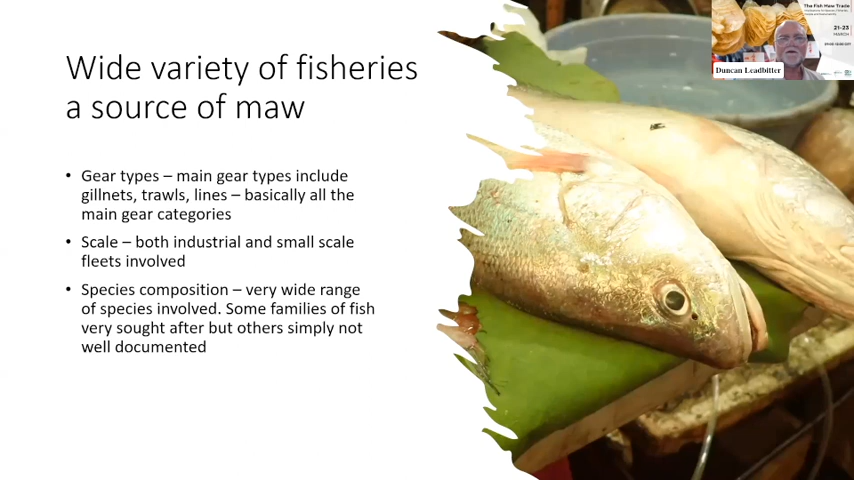 Wide variety of fisheries
a source of maw
• Gear types – main gear types include
gillnets, trawls, lines – basically all the
main gear categories
• Scale – both industrial and small scale
fleets involved
• Species composition – very wide range
of species involved. Some families of fish
very sought after but others simply not
well documented
The Fish Maw Trade
21-23
MARCH
Duncan Leadbitter